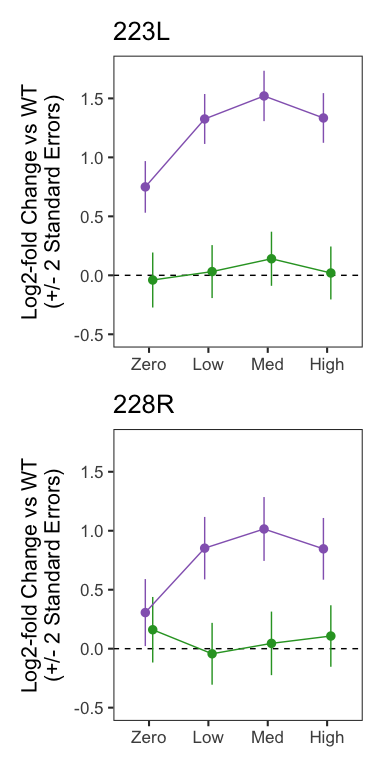 223L
Log2-fold Change vs WT
(+/- 2 Standard Errors)
1.5
1.0
0.5
0.0
-0.5
Zero Low Med High
228R
Log2-fold Change vs WT
(+/- 2 Standard Errors)
1.5
1.0
0.5
0.0
-0.5
Zero Low Med High